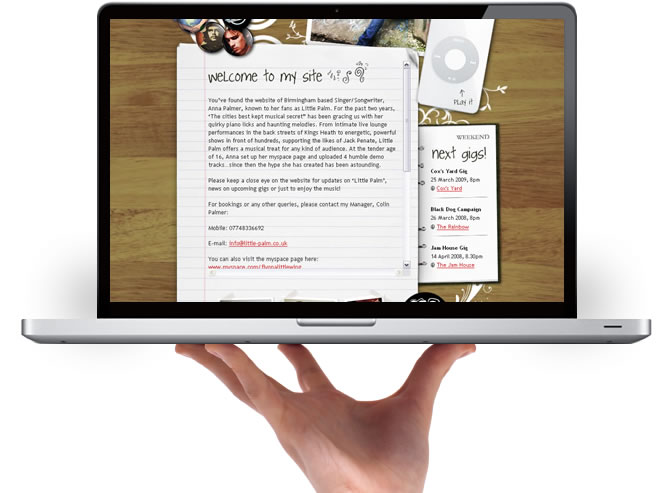 welcome to my site
You've found the website of Birmingham based Singer/Songwriter,
Anna Palmer, known to her fans as Little Palm. For the past two years,
"The cities best kept musical secret" has been gracing us with her
quirky piano licks and haunting melodies. From intimate live lounge
performances in the back streets of Kings Heath to energetic, powerful
shows in front of hundreds, supporting the likes of Jack Penate, Little
Palm offers a musical treat for any kind of audience. At the tender age
of 16, Anna set up her myspace page and uploaded 4 humble demo
tracks...since then the hype she has created has been astounding.
Please keep a close eye on the website for updates on "Little Palm",
news on upcoming gigs or just to enjoy the music!
For bookings or any other queries, please contact my Manager, Colin
Palmer:
Mobile: 07748336692
E-mail: info@little-palm.co.uk
You can also visit the myspace page here:
PLAY iT
WEEKEND
next gigs!
Cox's Yard Gig
25 March 2009, 8pm
@ Cox's Yard
Black Dog Campaign
26 March 2008, 8pm
@ The Rainbow
Jam House Gig
14 April 2008, 8.30pm
@ The Jam House